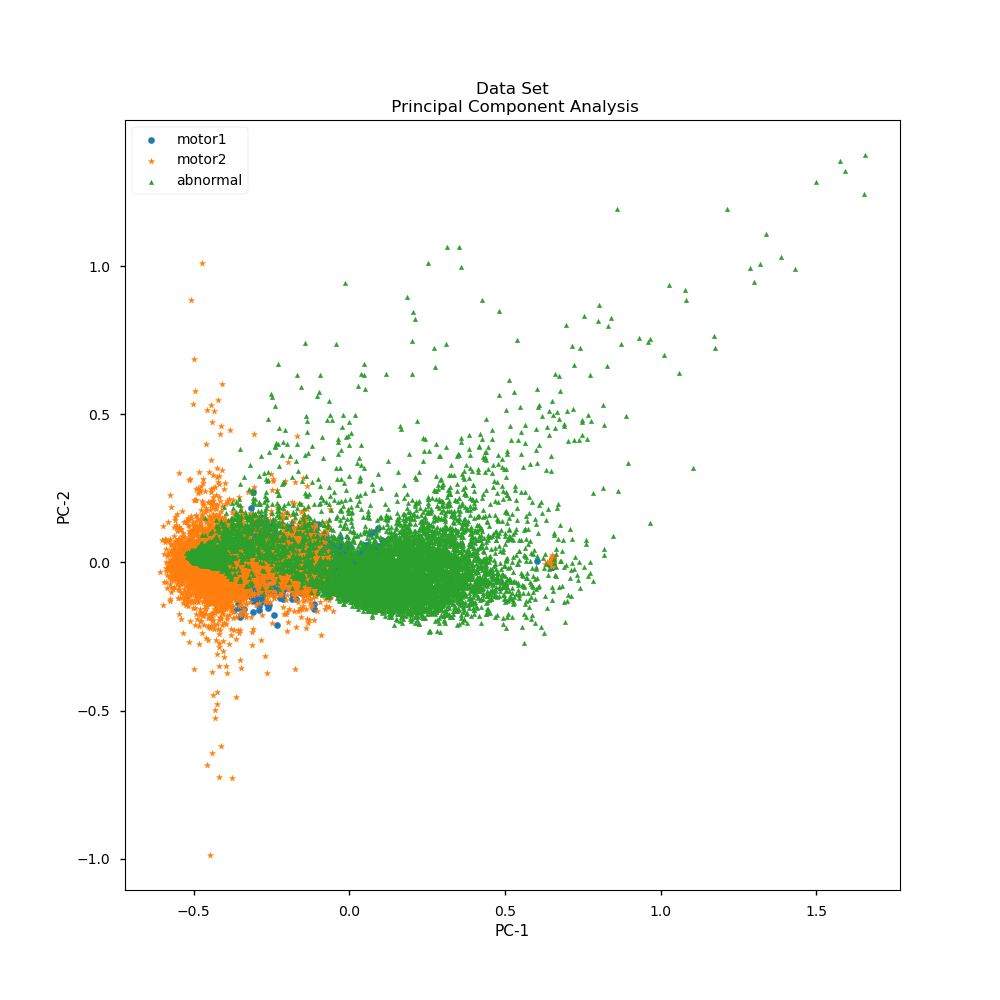 Data Set
Principal Component Analysis
motor1
motor2
abnormal
1.0
0.5
0.0
−0.5
−1.0
PC-2
−0.5
0.0
0.5
1.0
1.5
PC-1